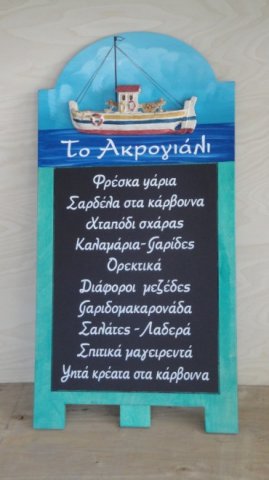 Το Ακρογιάλι
Φρέσκα ψάρια
Σαρδέλα στα κάρβουνα
Χταπόδι σχάρας
Καλαμάρια-Γαρίδες
Ορεκτικά
Διάφοροι μεζέδες
Γαριδομακαρονάδα
Σαλάτες - Λαδερά
Σπιτικά μαγειρευτά
Ψητά κρέατα στα κάρβουνα